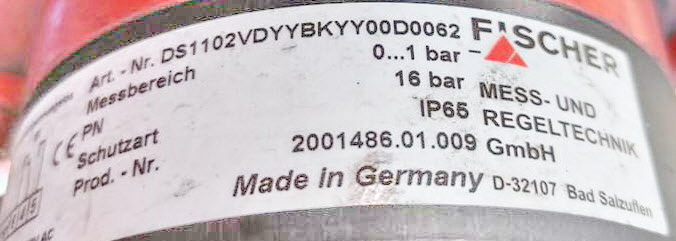 Art. - Nr. DS1102VDYYBKYY00D0062 FISCHER
Messbereich 0...1 bar
PN 16 bar MESS- UND
Schutzart IP65 REGELTECHNIK
Prod. - Nr. 2001486.01.009 GmbH
CE
Made in Germany D-32107 Bad Salzuflen